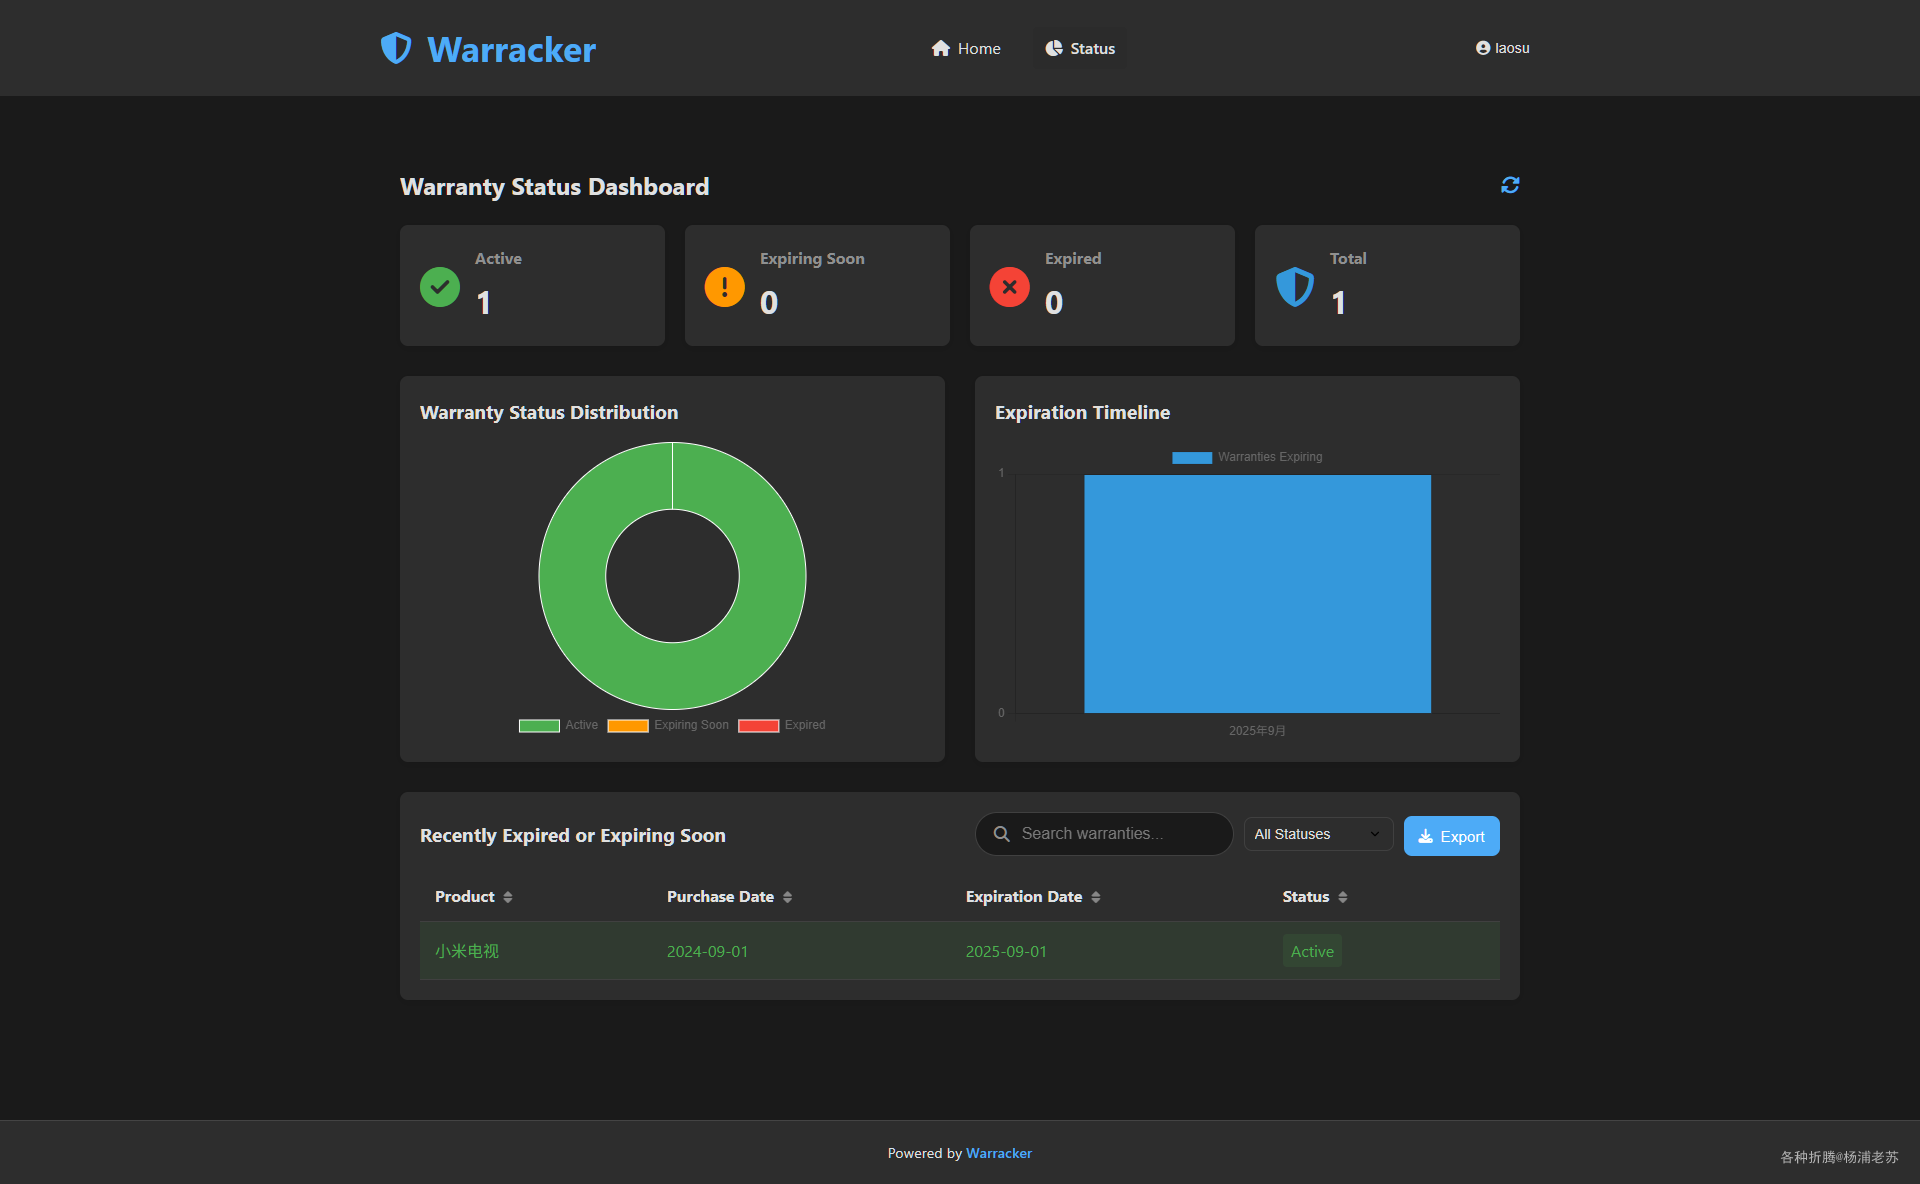 Warracker
Home
Status
laosu
Warranty Status Dashboard
Active
1
Expiring Soon
0
Expired
0
Total
1
Warranty Status Distribution
Active
Expiring Soon
Expired
Expiration Timeline
Warranties Expiring
1
0
2025年9月
Recently Expired or Expiring Soon
Search warranties...
All Statuses
Export
Product
Purchase Date
Expiration Date
Status
小米电视
2024-09-01
2025-09-01
Active
Powered by Warracker
各种折腾@杨浦老苏